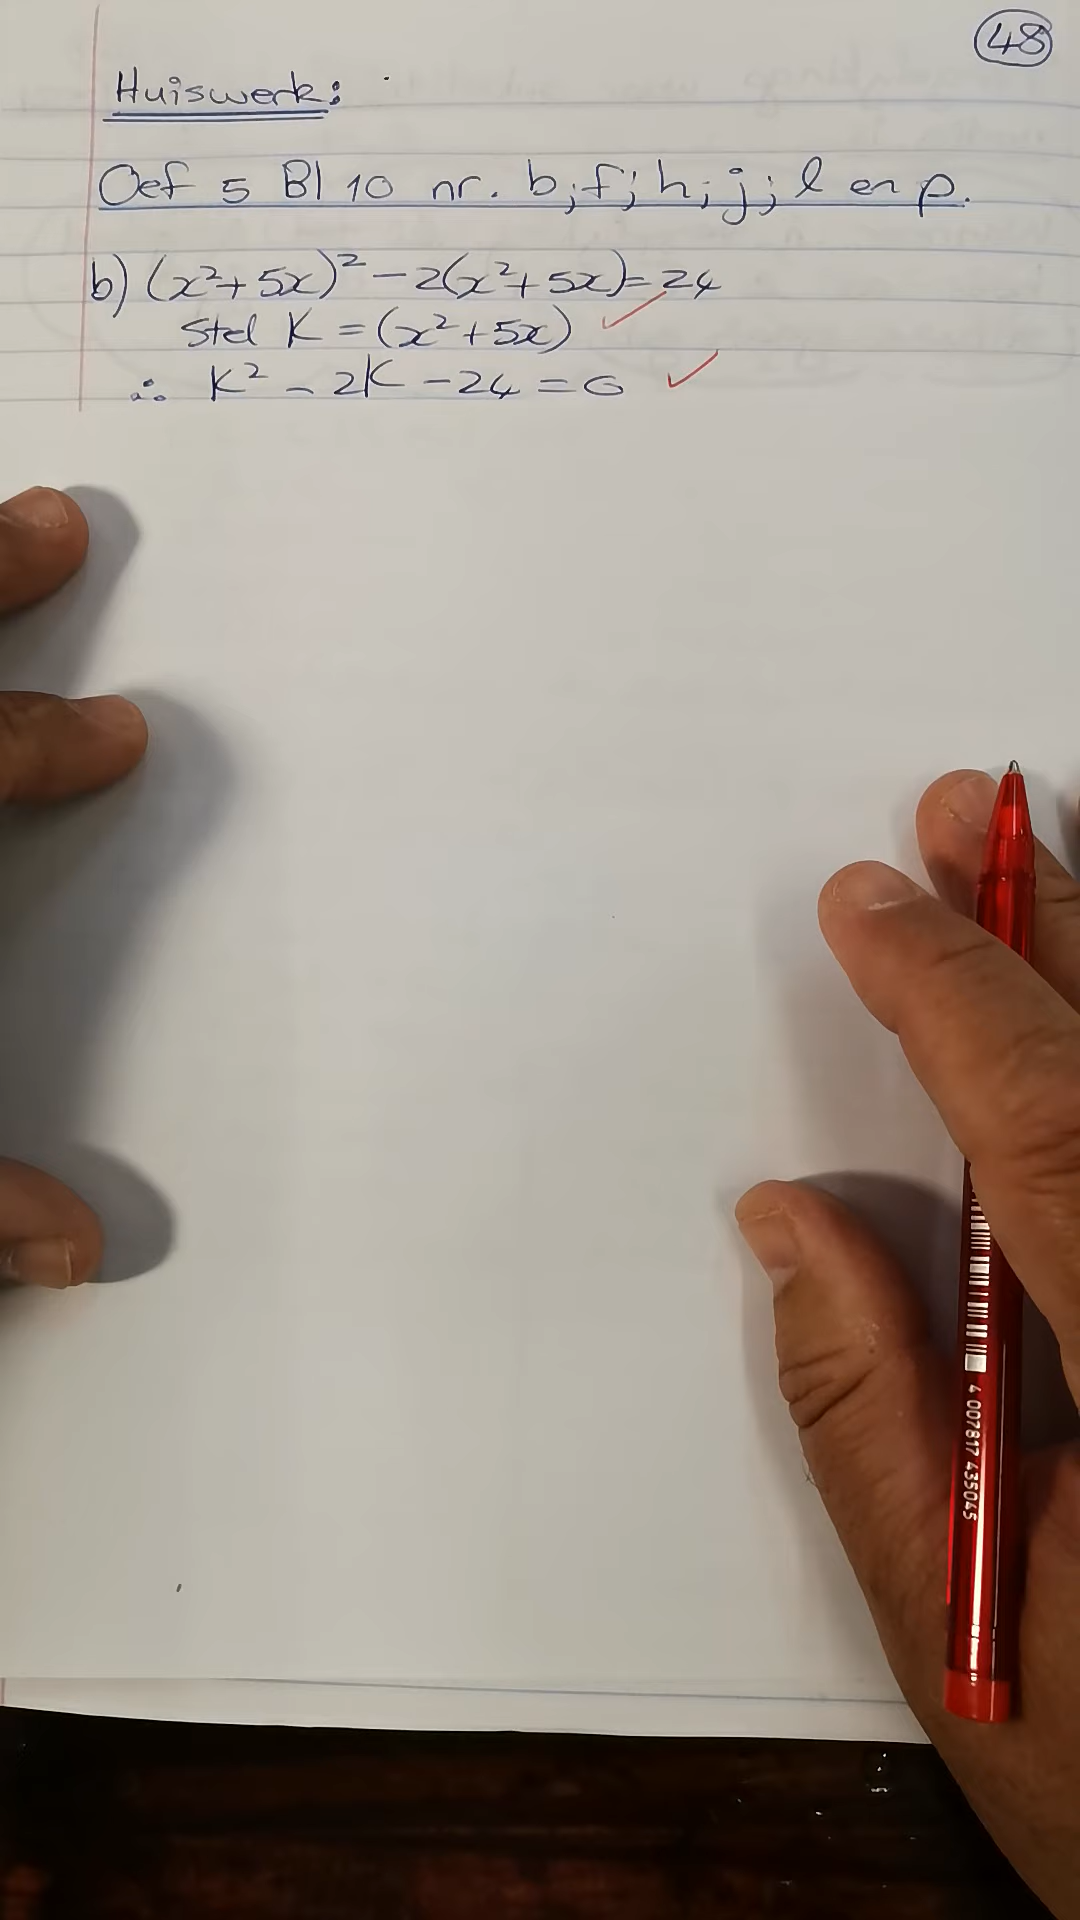 48
Huiswerk:
Oef 5 Bl 10 nr. b; f; h; j; l en p.
b) (x²+5x)² - 2(x²+5x) = 24
Stel K = (x²+5x) ✓
∴ K² - 2K - 24 = 0 ✓
4 007817 435045